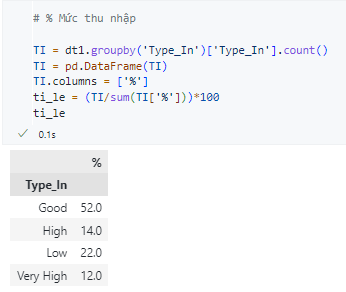 # % Mức thu nhập
TI = dt1.groupby('Type_In')['Type_In'].count()
TI = pd.DataFrame(TI)
TI.columns = ['%']
ti_le = (TI/sum(TI['%']))*100
ti_le
✓ 0.1s
%
Type_In
Good 52.0
High 14.0
Low 22.0
Very High 12.0